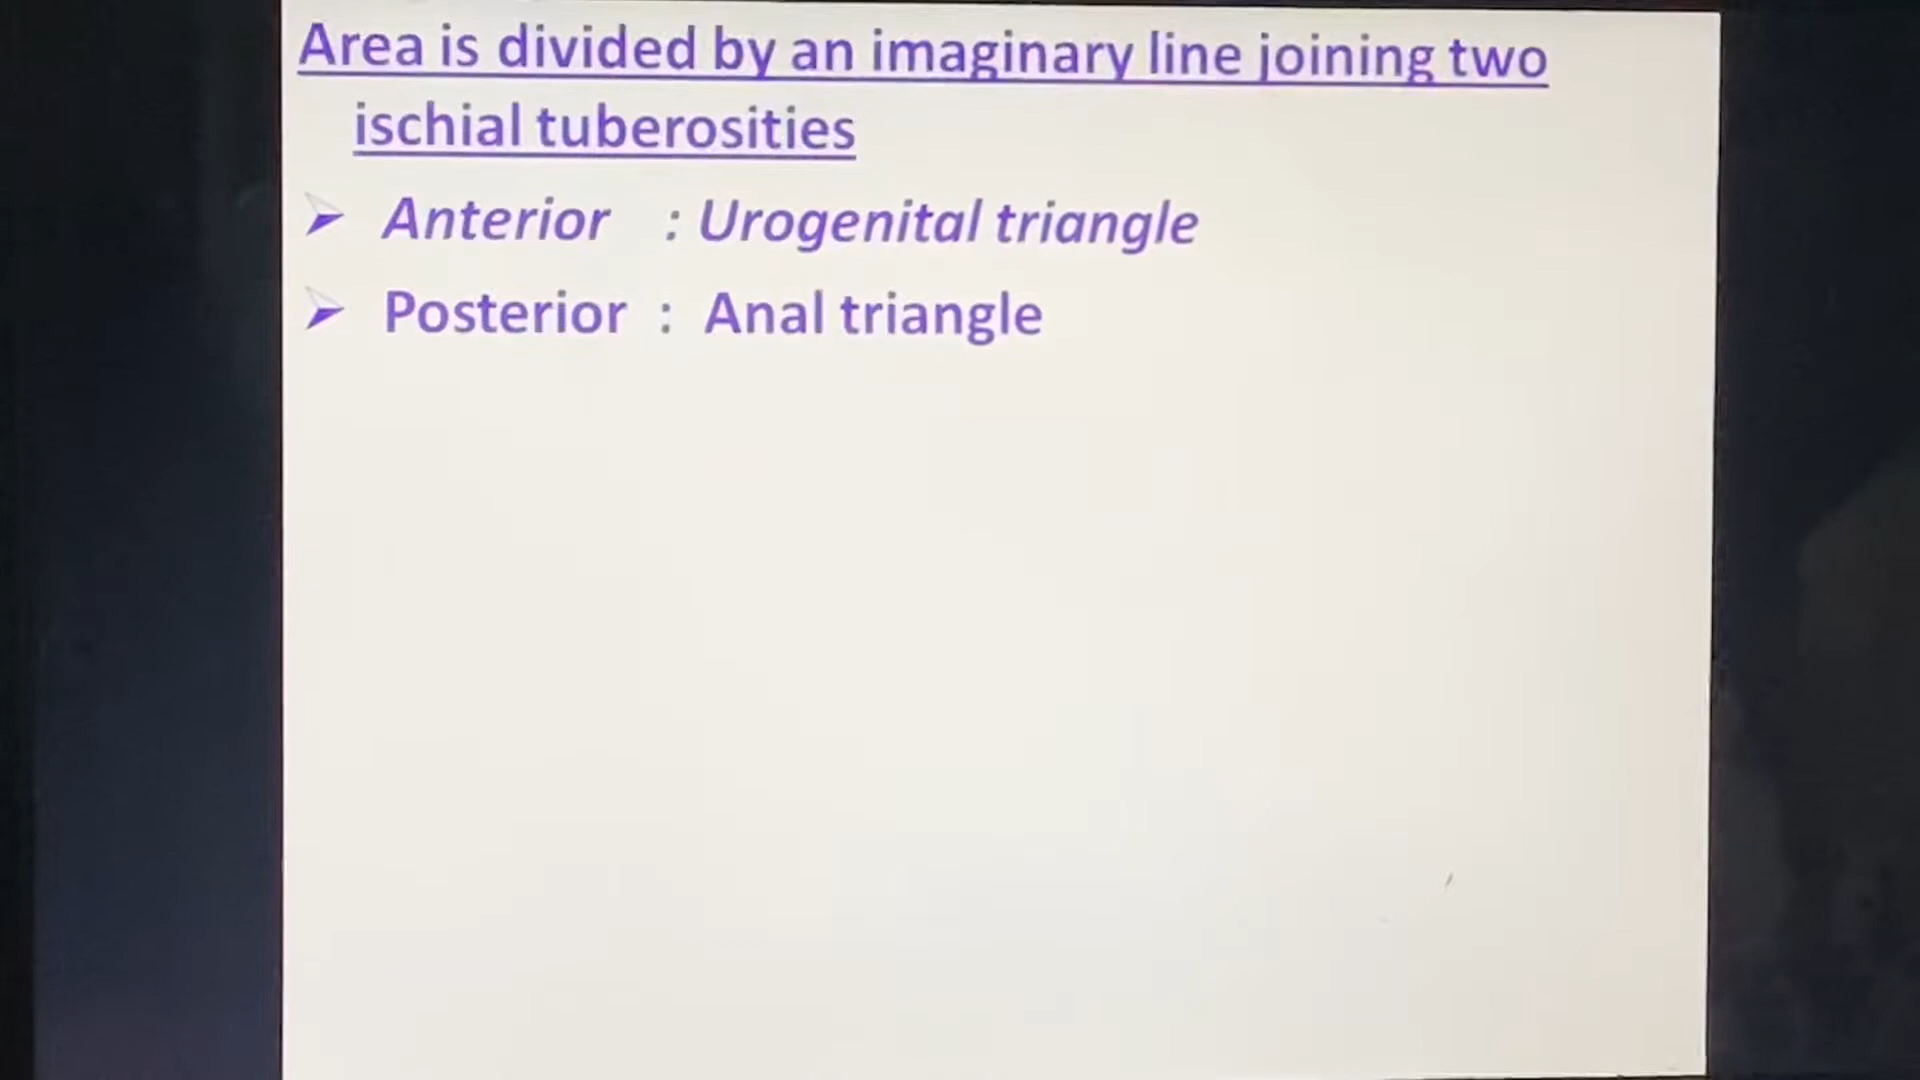 Area is divided by an imaginary line joining two
ischial tuberosities
➢ Anterior : Urogenital triangle
➢ Posterior : Anal triangle